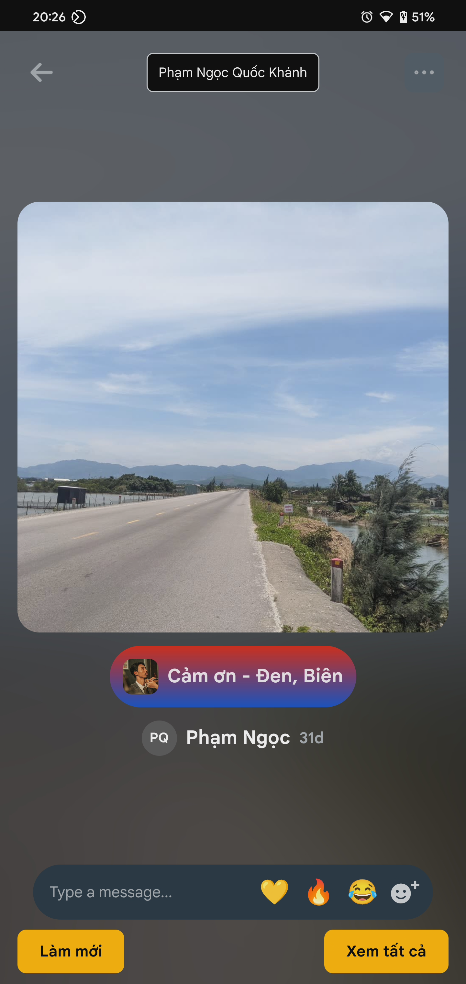 20:26
51%
Phạm Ngọc Quốc Khánh
Cảm ơn - Đen, Biên
PQ Phạm Ngọc 31d
Type a message...
Làm mới
Xem tất cả